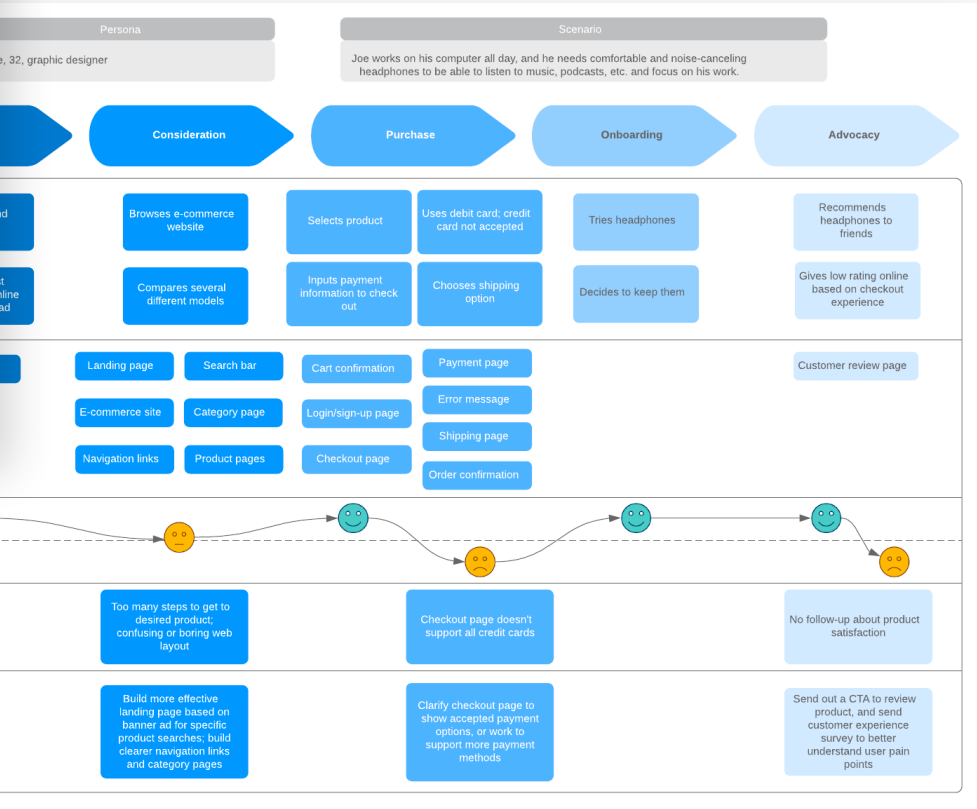 Persona
Scenario
, 32, graphic designer
Joe works on his computer all day, and he needs comfortable and noise-canceling
headphones to be able to listen to music, podcasts, etc. and focus on his work.
Consideration
Purchase
Onboarding
Advocacy
Browses e-commerce
website
Selects product
Uses debit card; credit
card not accepted
Tries headphones
Recommends
headphones to
friends
Compares several
different models
Inputs payment
information to check
out
Chooses shipping
option
Decides to keep them
Gives low rating online
based on checkout
experience
Landing page
Search bar
Cart confirmation
Payment page
Customer review page
E-commerce site
Category page
Login/sign-up page
Error message
Navigation links
Product pages
Checkout page
Shipping page
Order confirmation
Too many steps to get to
desired product;
confusing or boring web
layout
Checkout page doesn't
support all credit cards
No follow-up about product
satisfaction
Build more effective
landing page based on
banner ad for specific
product searches; build
clearer navigation links
and category pages
Clarify checkout page to
show accepted payment
options, or work to
support more payment
methods
Send out a CTA to review
product, and send
customer experience
survey to better
understand user pain
points